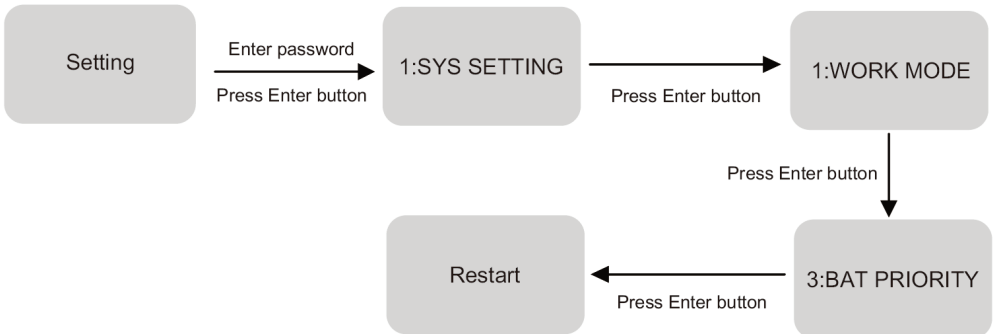 Setting
Enter password
Press Enter button
1:SYS SETTING
Press Enter button
1:WORK MODE
Press Enter button
3:BAT PRIORITY
Press Enter button
Restart